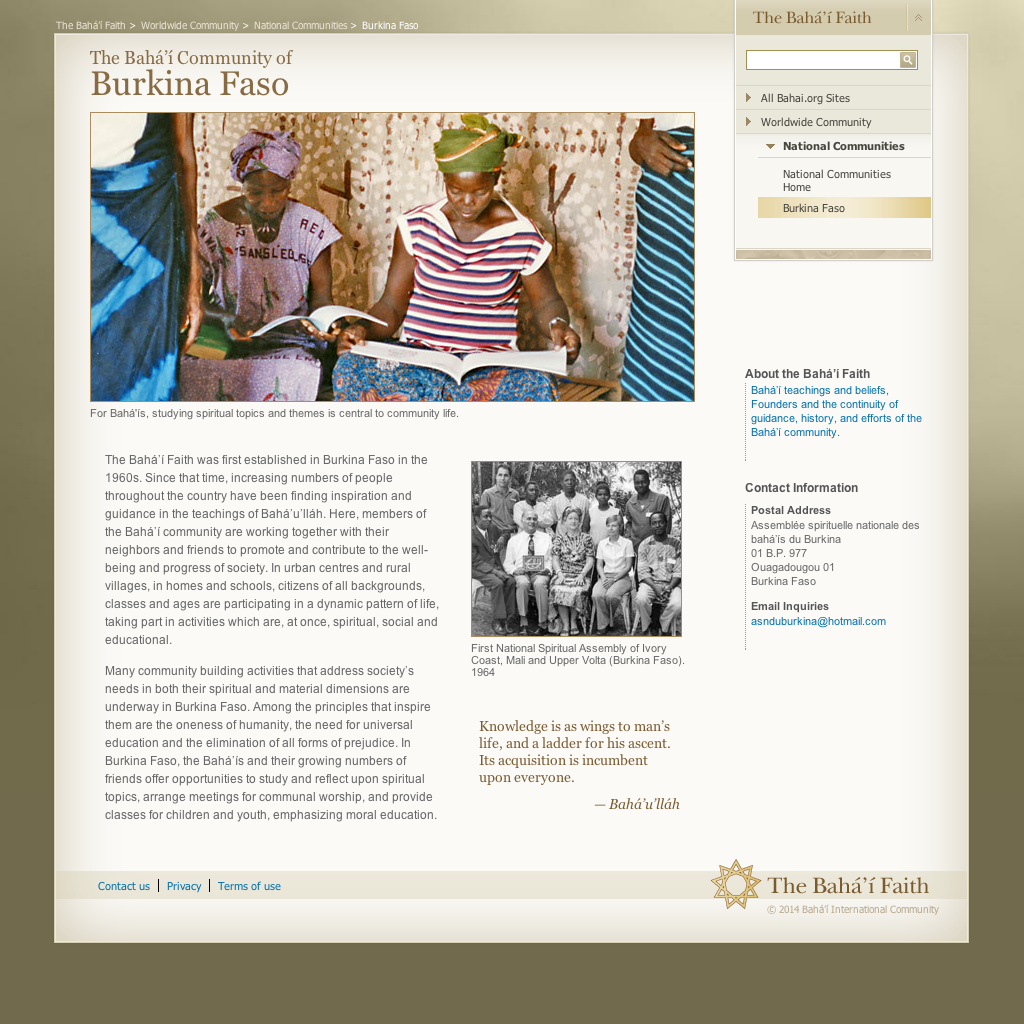 The Bahá’í Faith > Worldwide Community > National Communities > Burkina Faso
The Bahá’í Faith
The Bahá’í Community of
Burkina Faso
All Bahai.org Sites
Worldwide Community
National Communities
National Communities
Home
Burkina Faso
For Bahá’ís, studying spiritual topics and themes is central to community life.
The Bahá’í Faith was first established in Burkina Faso in the
1960s. Since that time, increasing numbers of people
throughout the country have been finding inspiration and
guidance in the teachings of Bahá’u’lláh. Here, members of
the Bahá’í community are working together with their
neighbors and friends to promote and contribute to the well-
being and progress of society. In urban centres and rural
villages, in homes and schools, citizens of all backgrounds,
classes and ages are participating in a dynamic pattern of life,
taking part in activities which are, at once, spiritual, social and
educational.
Many community building activities that address society’s
needs in both their spiritual and material dimensions are
underway in Burkina Faso. Among the principles that inspire
them are the oneness of humanity, the need for universal
education and the elimination of all forms of prejudice. In
Burkina Faso, the Bahá’ís and their growing numbers of
friends offer opportunities to study and reflect upon spiritual
topics, arrange meetings for communal worship, and provide
classes for children and youth, emphasizing moral education.
First National Spiritual Assembly of Ivory
Coast, Mali and Upper Volta (Burkina Faso).
1964
Knowledge is as wings to man’s
life, and a ladder for his ascent.
Its acquisition is incumbent
upon everyone.
— Bahá’u’lláh
About the Bahá’í Faith
Bahá’í teachings and beliefs,
Founders and the continuity of
guidance, history, and efforts of the
Bahá’í community.
Contact Information
Postal Address
Assemblée spirituelle nationale des
bahá’ís du Burkina
01 B.P. 977
Ouagadougou 01
Burkina Faso
Email Inquiries
asnduburkina@hotmail.com
Contact us | Privacy | Terms of use
The Bahá’í Faith
© 2014 Bahá’í International Community